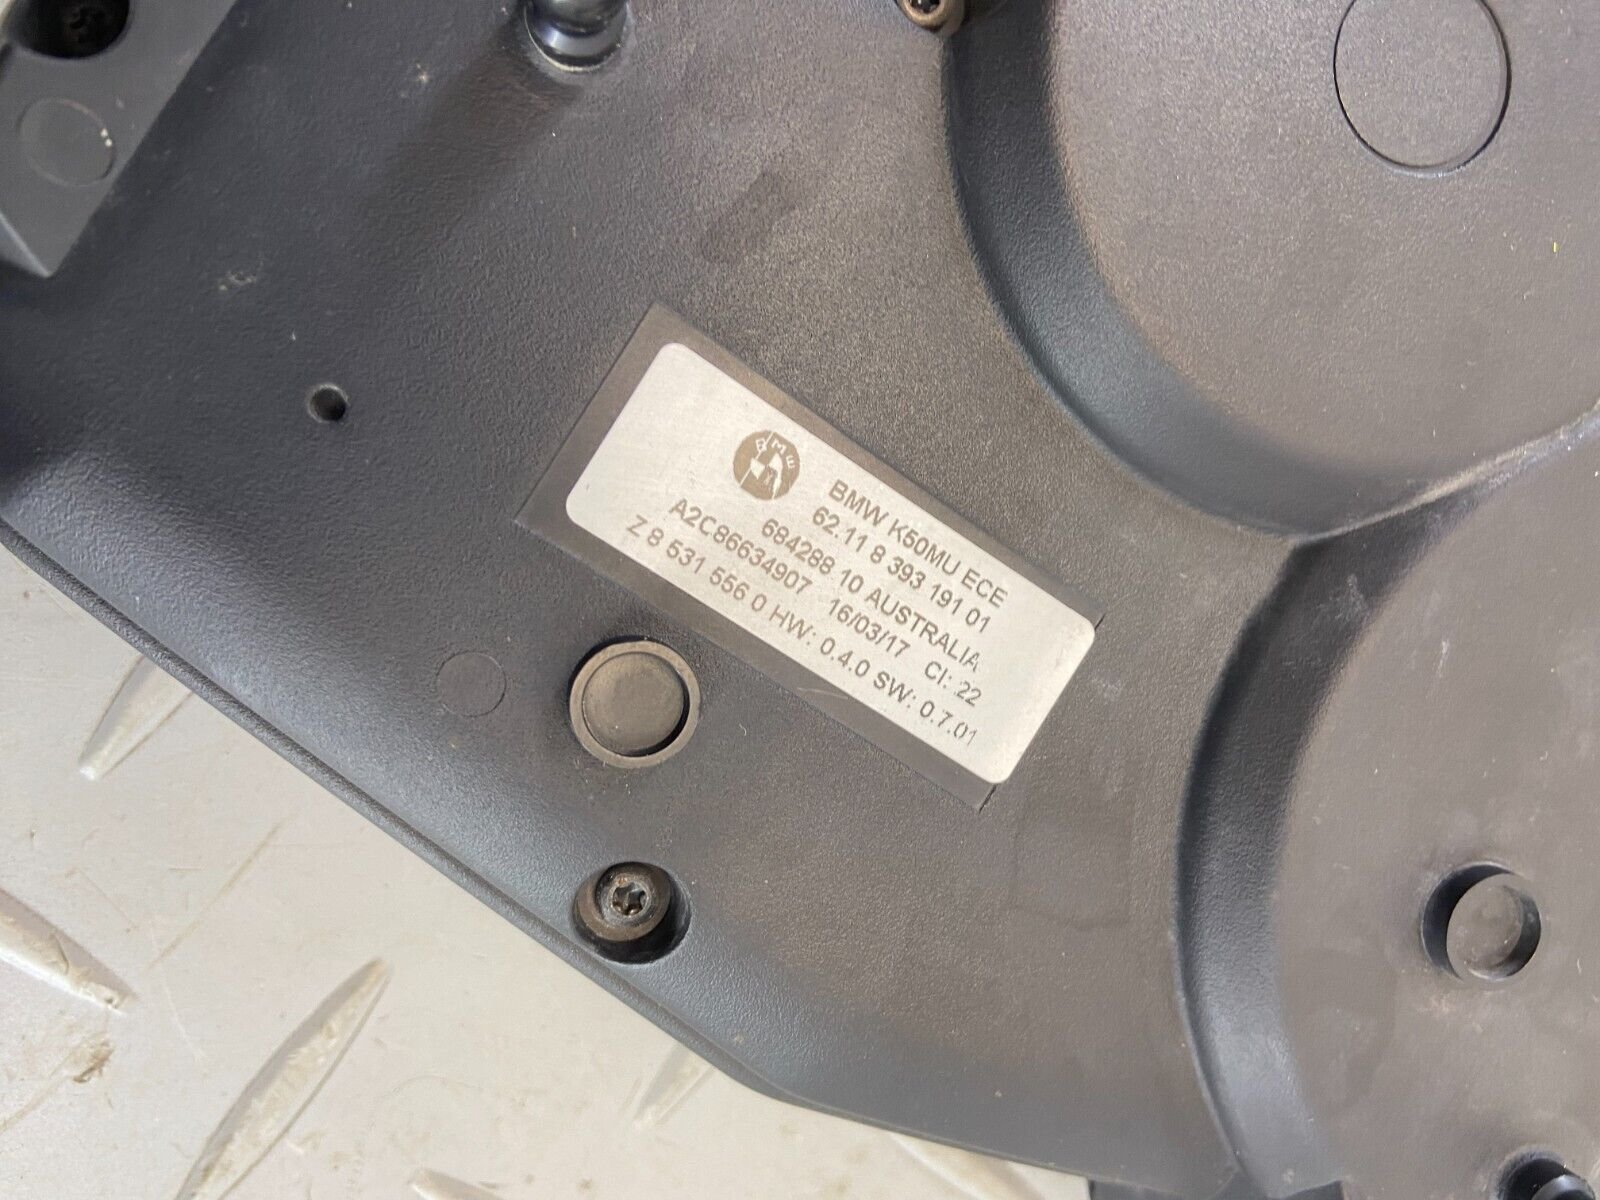 BMW
BMW K50MU ECE
62.11 8 393 191 01
684288 10 AUSTRALIA
A2C86634907 16/03/17 CI: 22
Z 8 531 556 0 HW: 0.4.0 SW: 0.7.01